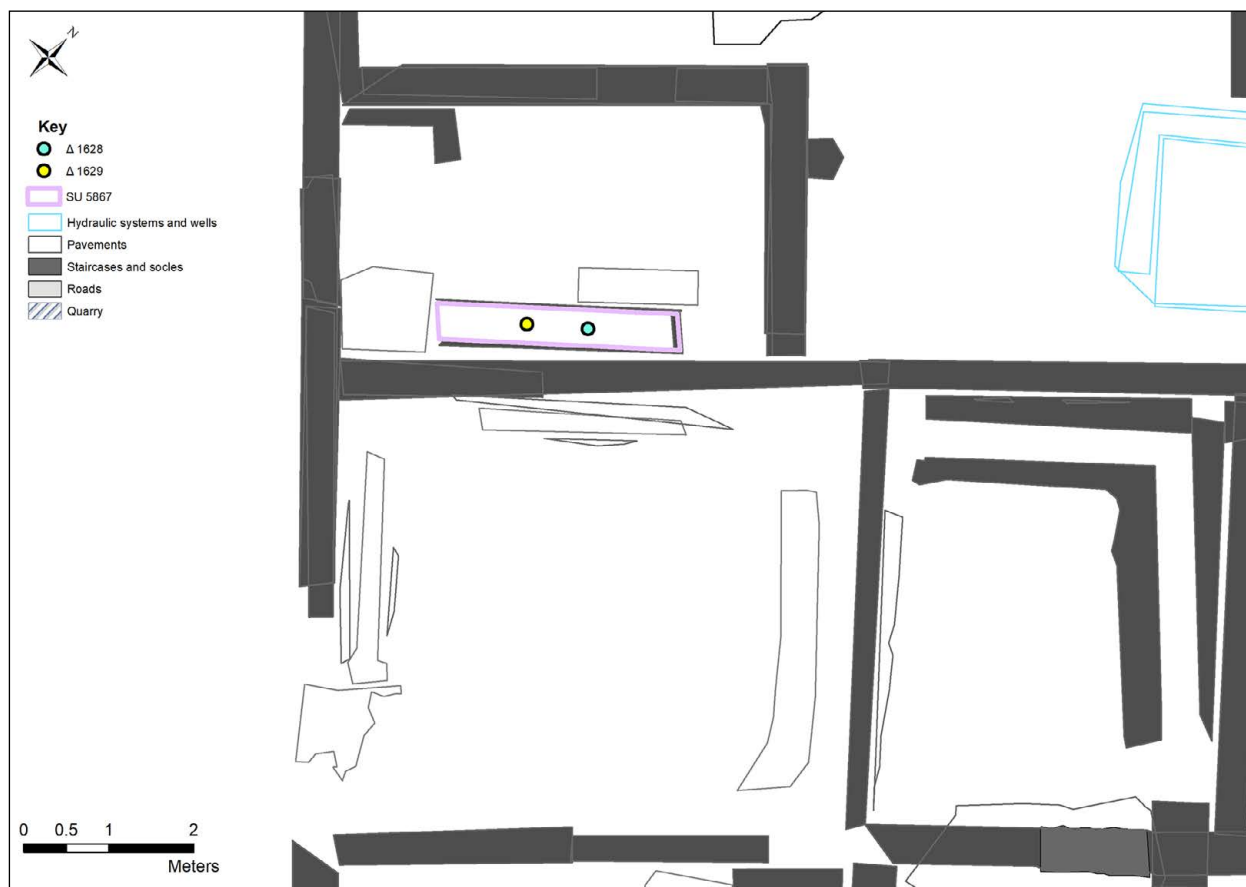 N
Key
Δ 1628
Δ 1629
SU 5867
Hydraulic systems and wells
Pavements
Staircases and socles
Roads
Quarry
0 0.5 1 2
Meters